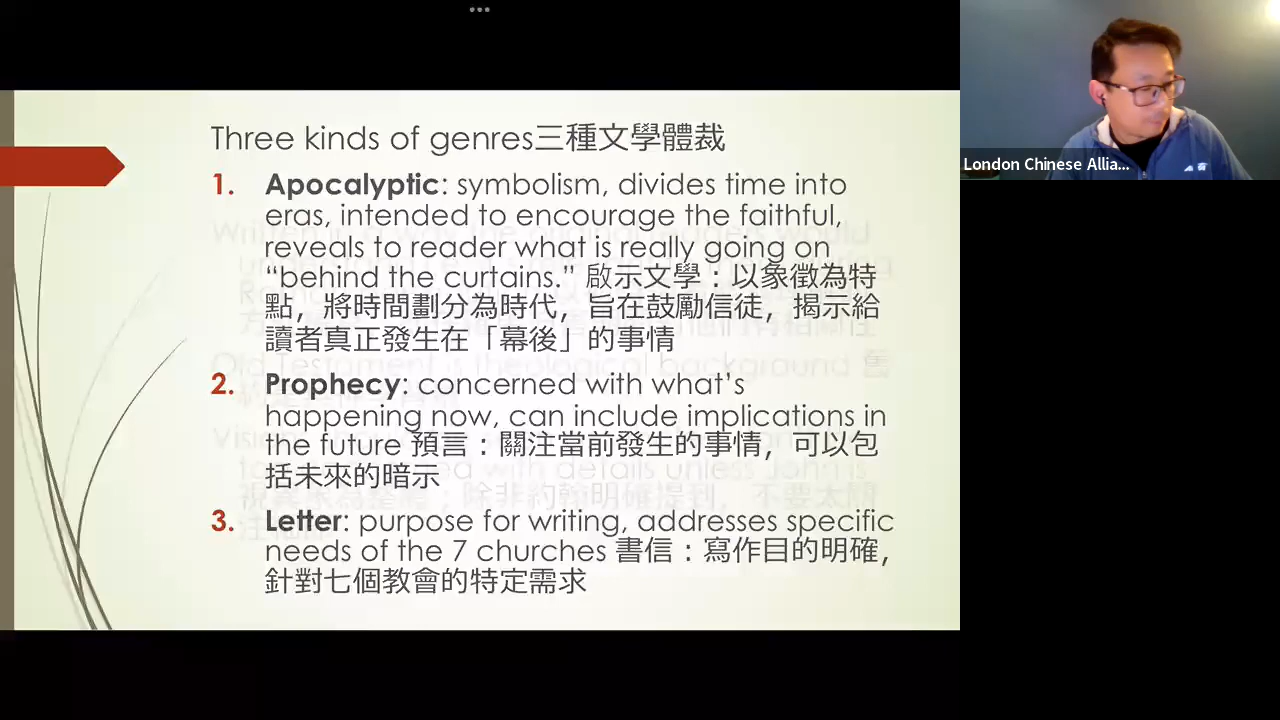 Three kinds of genres三種文學體裁
1. Apocalyptic: symbolism, divides time into
eras, intended to encourage the faithful,
reveals to reader what is really going on
“behind the curtains.” 啟示文學：以象徵為特
點，將時間劃分為時代，旨在鼓勵信徒，揭示給
讀者真正發生在「幕後」的事情
2. Prophecy: concerned with what’s
happening now, can include implications in
the future 預言：關注當前發生的事情，可以包
括未來的暗示
3. Letter: purpose for writing, addresses specific
needs of the 7 churches 書信：寫作目的明確，
針對七個教會的特定需求
London Chinese Allia...